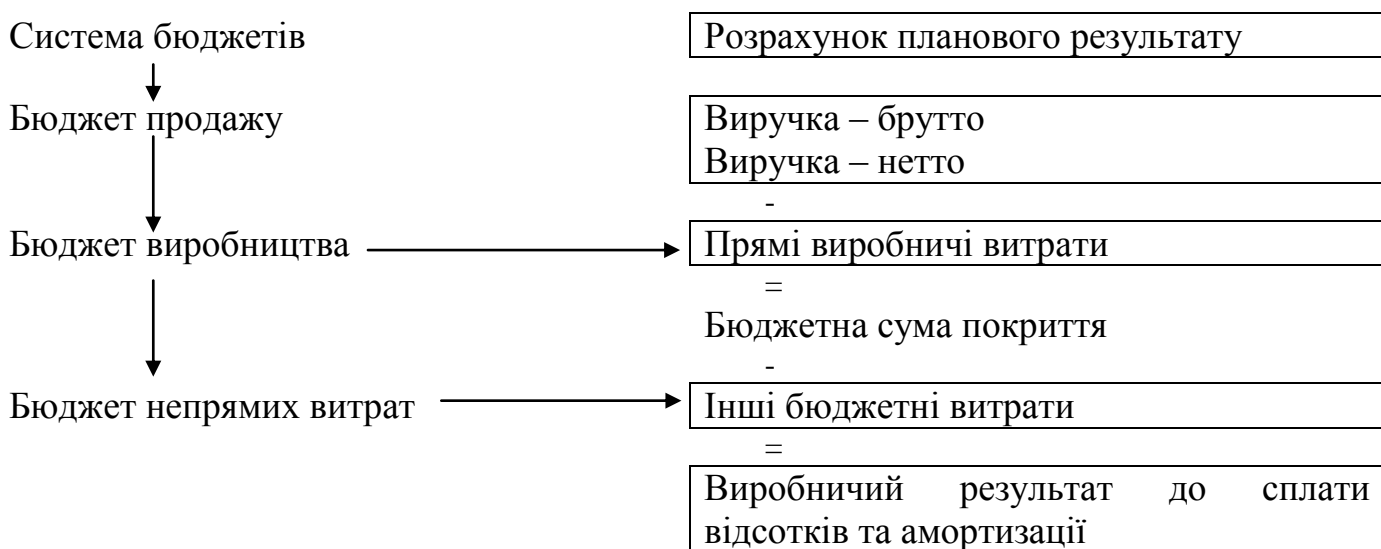 Система бюджетів
Розрахунок планового результату
Бюджет продажу
Виручка – брутто
Виручка – нетто
-
Бюджет виробництва
Прямі виробничі витрати
=
Бюджетна сума покриття
-
Бюджет непрямих витрат
Інші бюджетні витрати
=
Виробничий результат до сплати
відсотків та амортизації